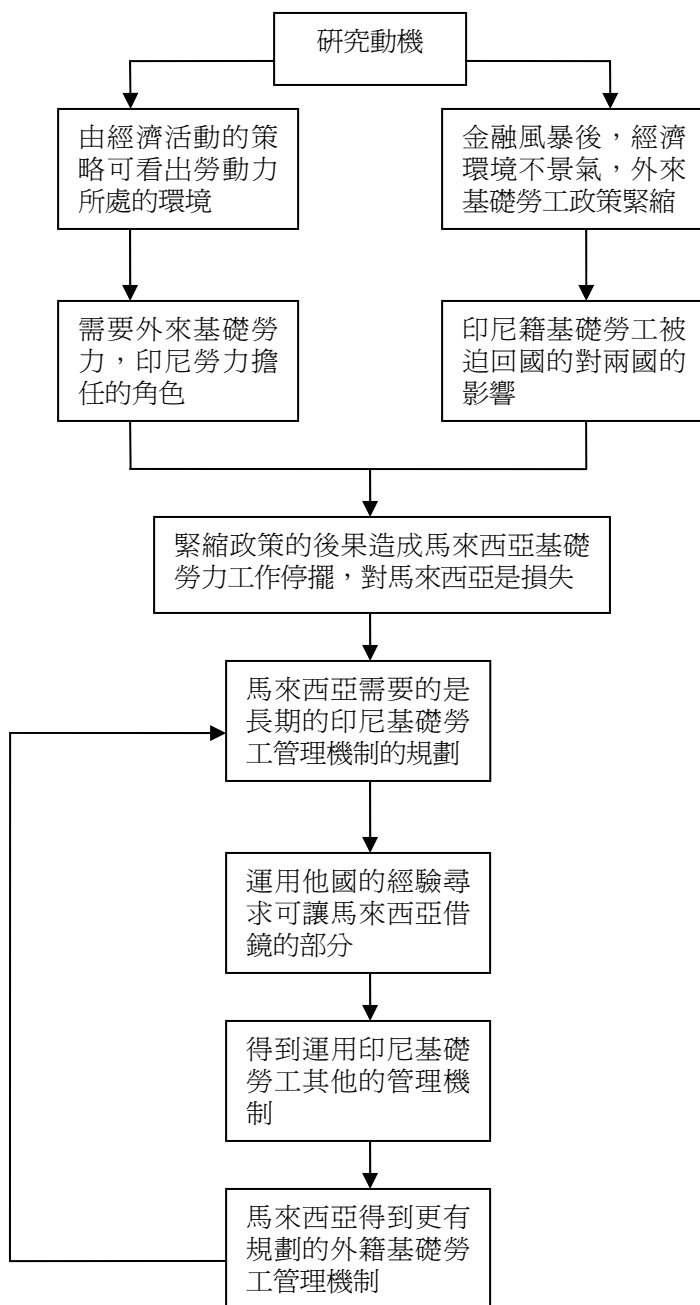 研究動機
由經濟活動的策
略可看出勞動力
所處的環境
金融風暴後，經濟
環境不景氣，外來
基礎勞工政策緊縮
需要外來基礎勞
力，印尼勞力擔
任的角色
印尼籍基礎勞工被
迫回國的對兩國的
影響
緊縮政策的後果造成馬來西亞基礎
勞力工作停擺，對馬來西亞是損失
馬來西亞需要的是
長期的印尼基礎勞
工管理機制的規劃
運用他國的經驗尋
求可讓馬來西亞借
鏡的部分
得到運用印尼基礎
勞工其他的管理機
制
馬來西亞得到更有
規劃的外籍基礎勞
工管理機制